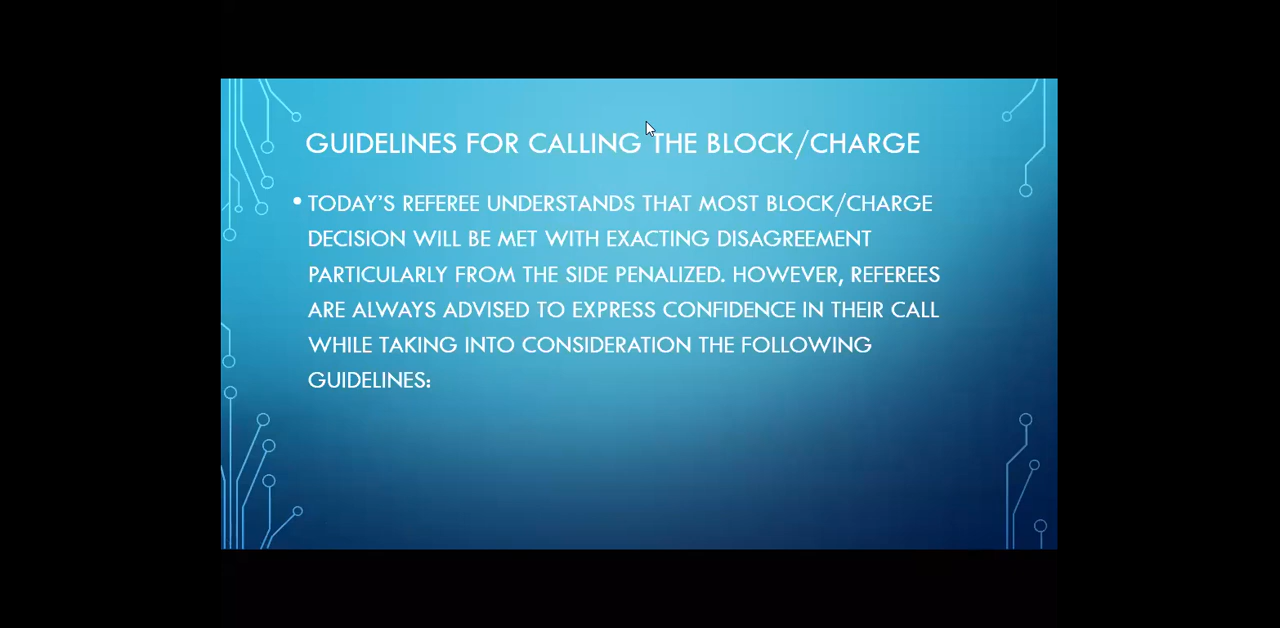 GUIDELINES FOR CALLING THE BLOCK/CHARGE
• TODAY'S REFEREE UNDERSTANDS THAT MOST BLOCK/CHARGE
DECISION WILL BE MET WITH EXACTING DISAGREEMENT
PARTICULARLY FROM THE SIDE PENALIZED. HOWEVER, REFEREES
ARE ALWAYS ADVISED TO EXPRESS CONFIDENCE IN THEIR CALL
WHILE TAKING INTO CONSIDERATION THE FOLLOWING
GUIDELINES: